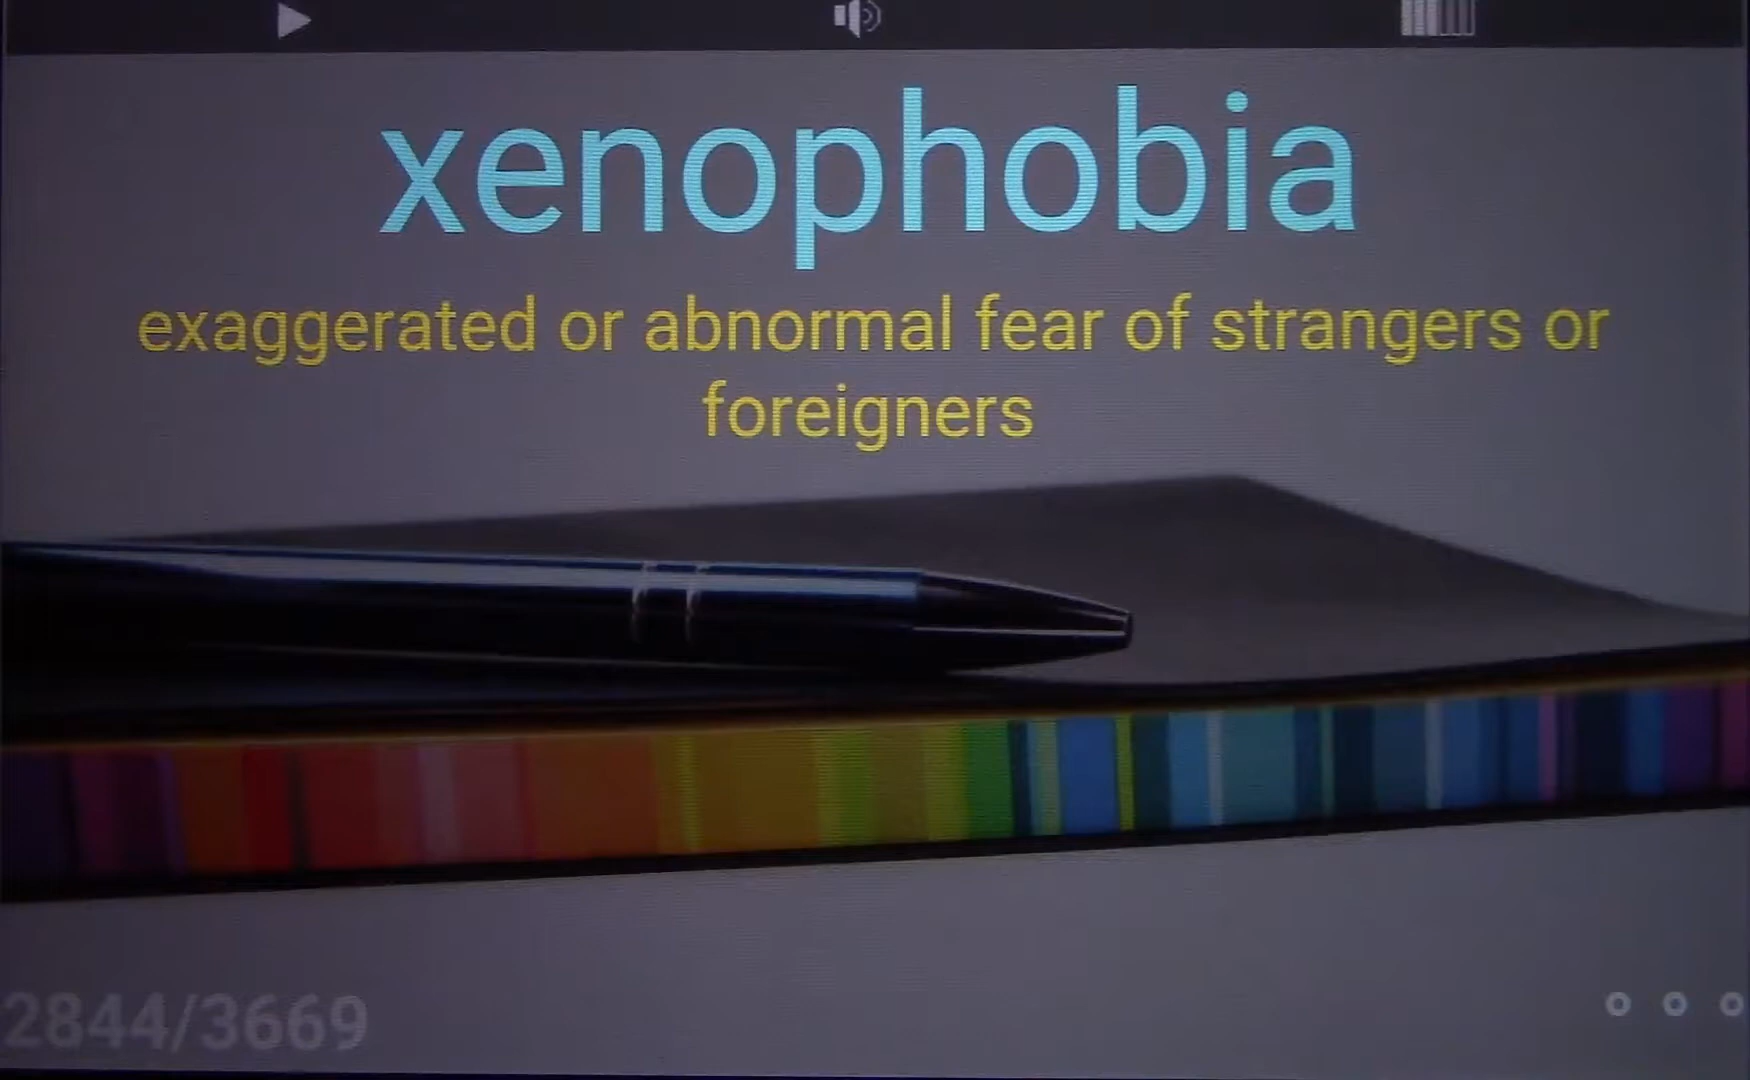 xenophobia
exaggerated or abnormal fear of strangers or
foreigners
2844/3669